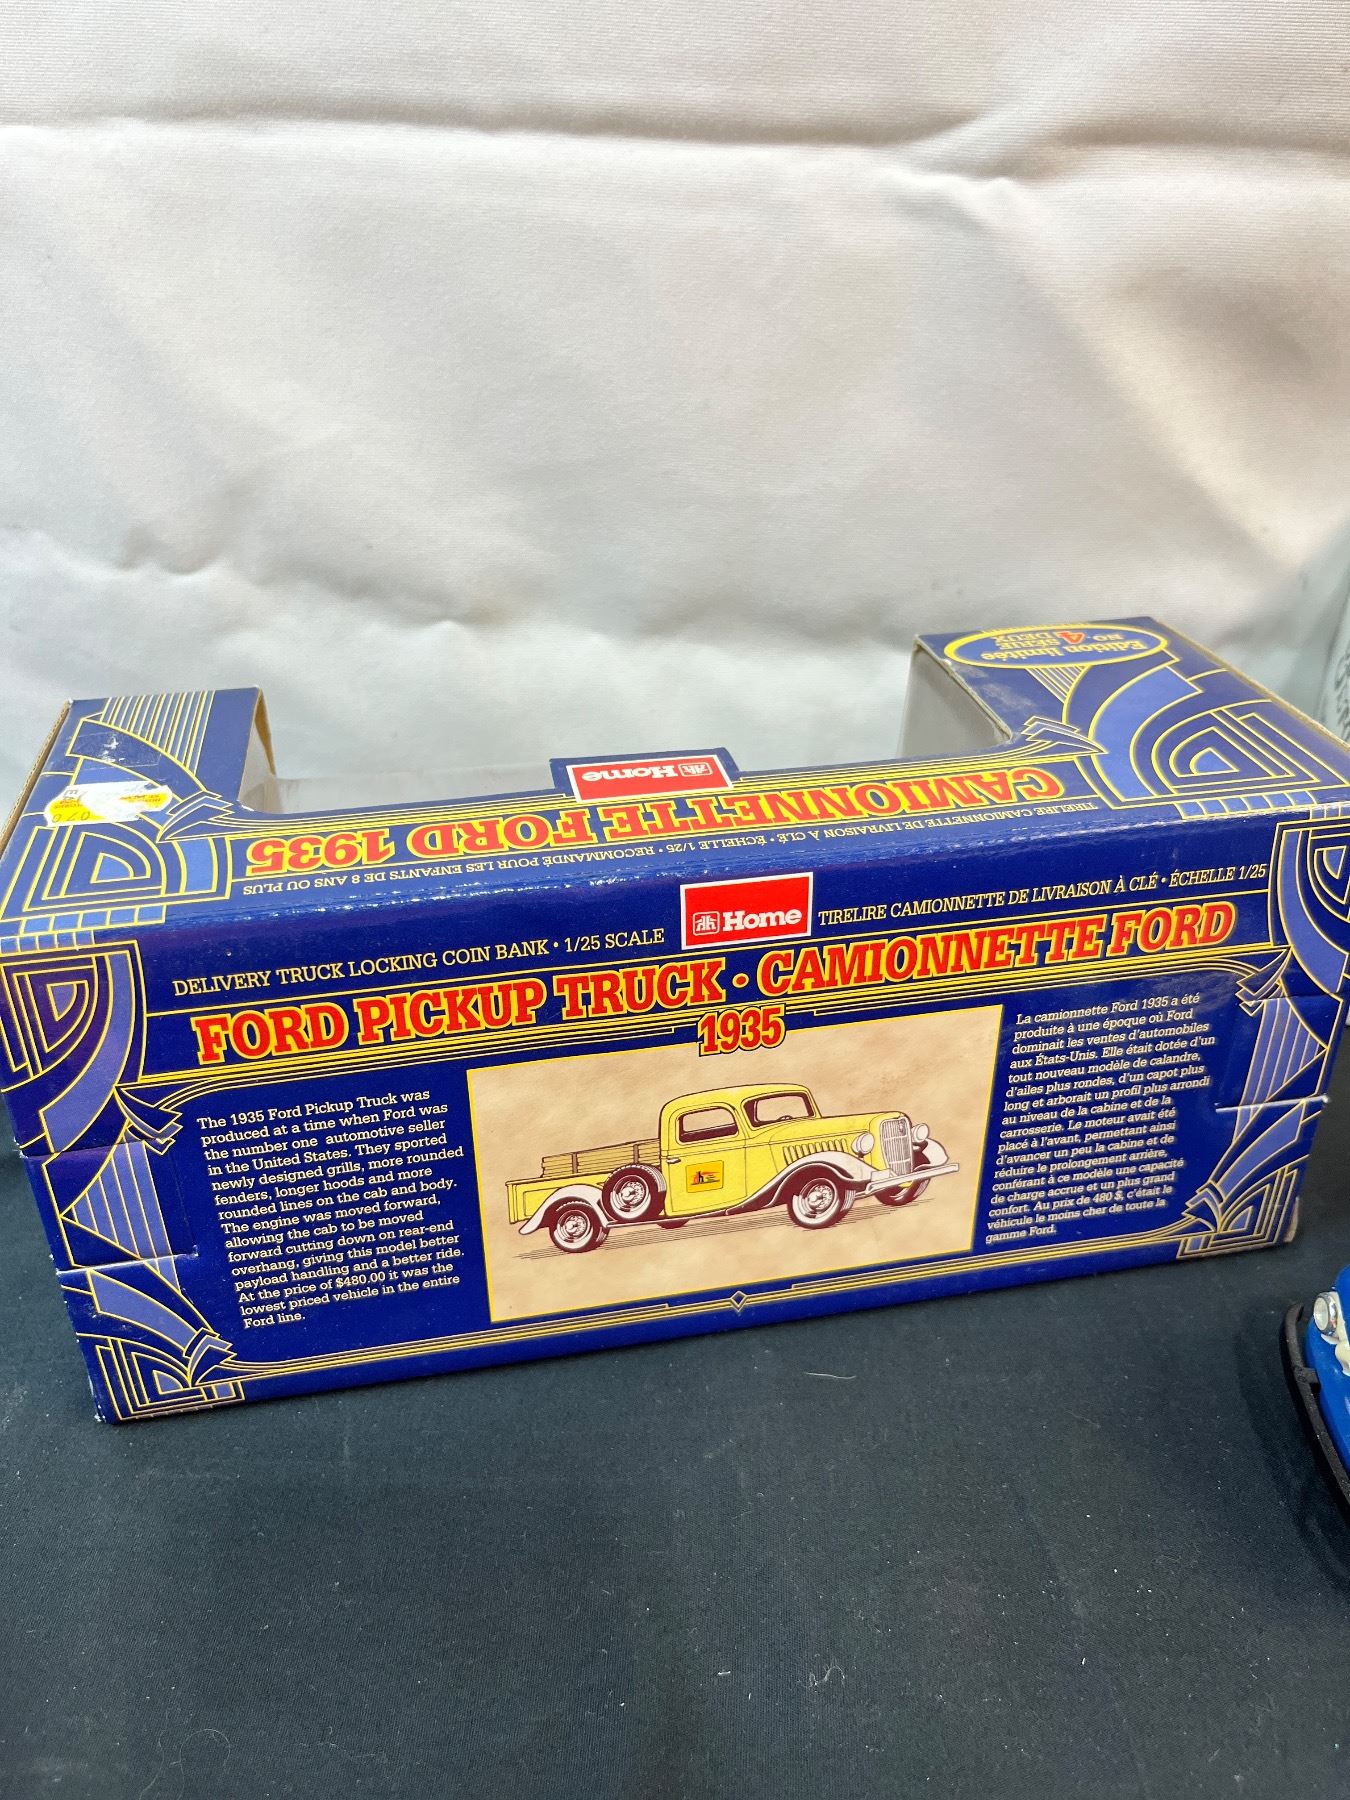 Édition limitée
SÉRIE
NO. 4 DEUX
Home
CAMIONNETTE FORD 1935
TIRELIRE CAMIONNETTE DE LIVRAISON À CLÉ • ÉCHELLE 1/25 • RECOMMANDÉ POUR LES ENFANTS DE 8 ANS OU PLUS
DELIVERY TRUCK LOCKING COIN BANK • 1/25 SCALE
Home
TIRELIRE CAMIONNETTE DE LIVRAISON À CLÉ • ÉCHELLE 1/25
FORD PICKUP TRUCK • CAMIONNETTE FORD
1935
The 1935 Ford Pickup Truck was
produced at a time when Ford was
the number one automotive seller
in the United States. They sported
newly designed grills, more rounded
fenders, longer hoods and more
rounded lines on the cab and body.
The engine was moved forward,
allowing the cab to be moved
forward cutting down on rear-end
overhang, giving this model better
payload handling and a better ride.
At the price of $480.00 it was the
lowest priced vehicle in the entire
Ford line.
La camionnette Ford 1935 a été
produite à une époque où Ford
dominait les ventes d'automobiles
aux États-Unis. Elle était dotée d'un
tout nouveau modèle de calandre,
d'ailes plus rondes, d'un capot plus
long et arborait un profil plus arrondi
au niveau de la cabine et de la
carrosserie. Le moteur avait été
placé à l'avant, permettant ainsi
d'avancer un peu la cabine et de
réduire le prolongement arrière,
conférant à ce modèle une capacité
de charge accrue et un plus grand
confort. Au prix de 480 $, c'était le
véhicule le moins cher de toute la
gamme Ford.